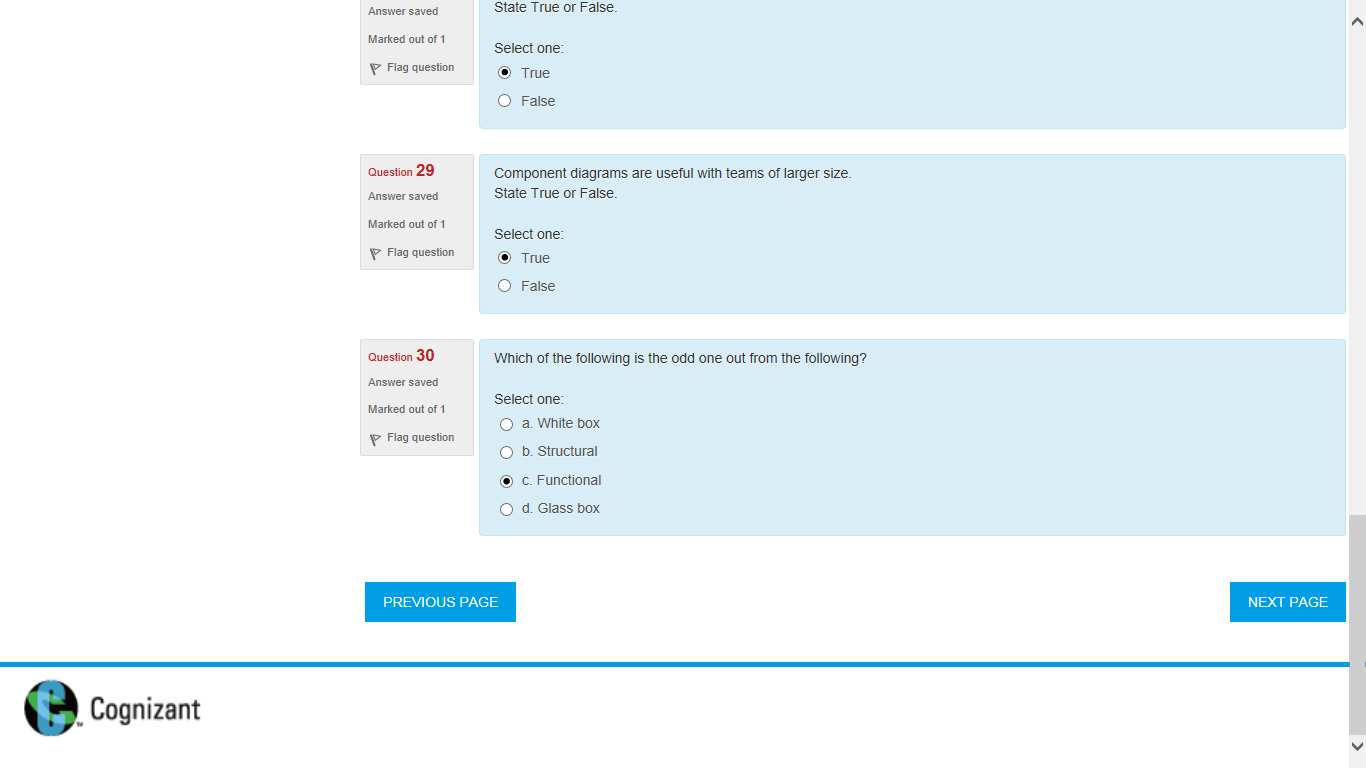 Answer saved
Marked out of 1
Flag question
State True or False.
Select one:
True
False
Question 29
Answer saved
Marked out of 1
Flag question
Component diagrams are useful with teams of larger size.
State True or False.
Select one:
True
False
Question 30
Answer saved
Marked out of 1
Flag question
Which of the following is the odd one out from the following?
Select one:
a. White box
b. Structural
c. Functional
d. Glass box
PREVIOUS PAGE
NEXT PAGE
Cognizant